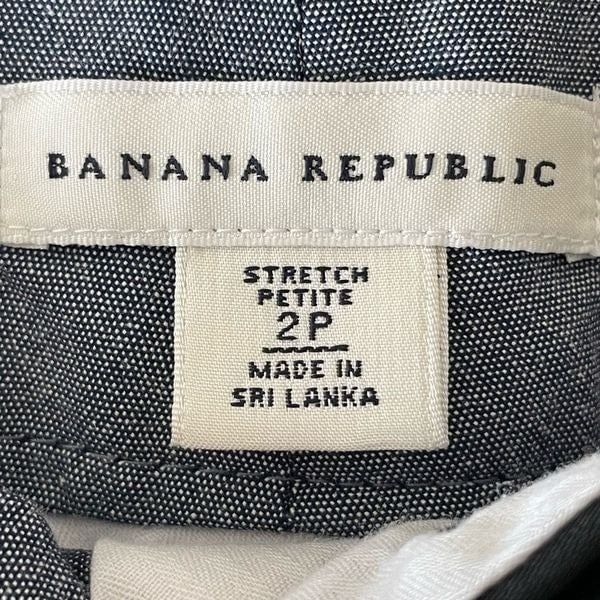 BANANA REPUBLIC
STRETCH
PETITE
2P
MADE IN
SRI LANKA